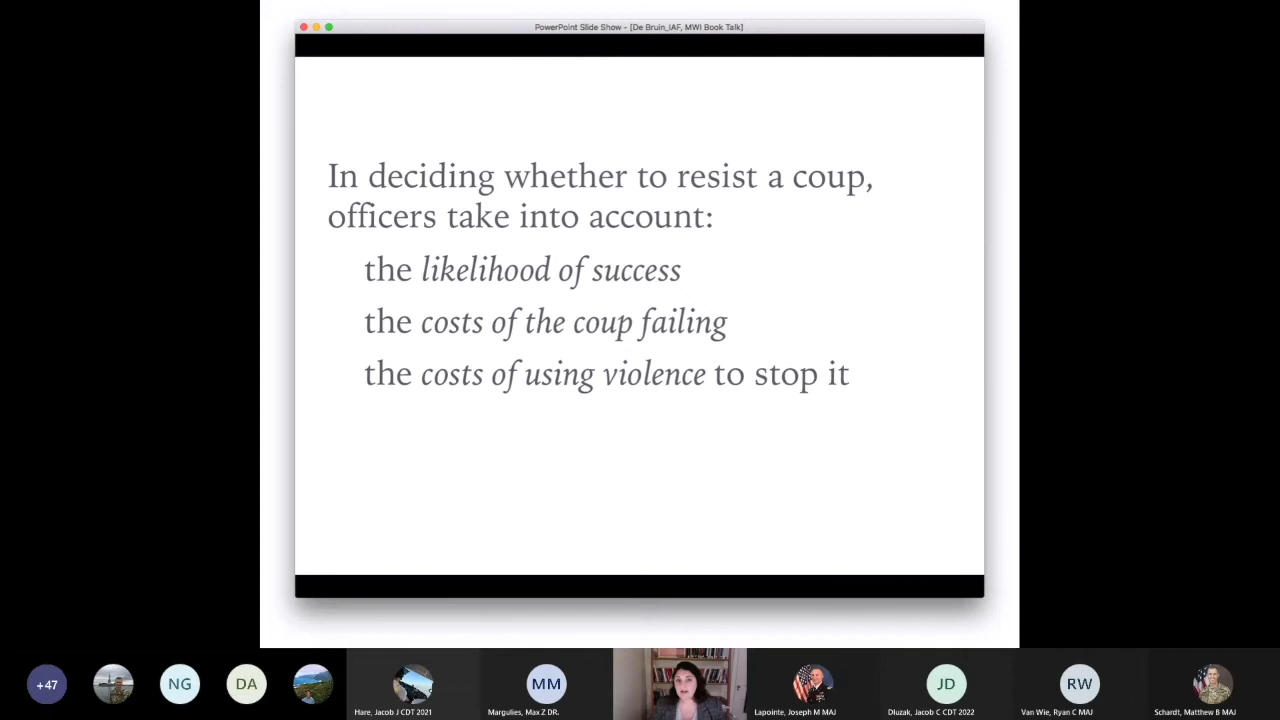 PowerPoint Slide Show - [De Bruin_IAF, MWI Book Talk]
In deciding whether to resist a coup,
officers take into account:
the likelihood of success
the costs of the coup failing
the costs of using violence to stop it
+47
NG
DA
MM
JD
RW
Hare, Jacob J CDT 2021
Margulies, Max Z DR.
Lapointe, Joseph M MAJ
Dluzak, Jacob C CDT 2022
Van Wie, Ryan C MAJ
Schardt, Matthew B MAJ